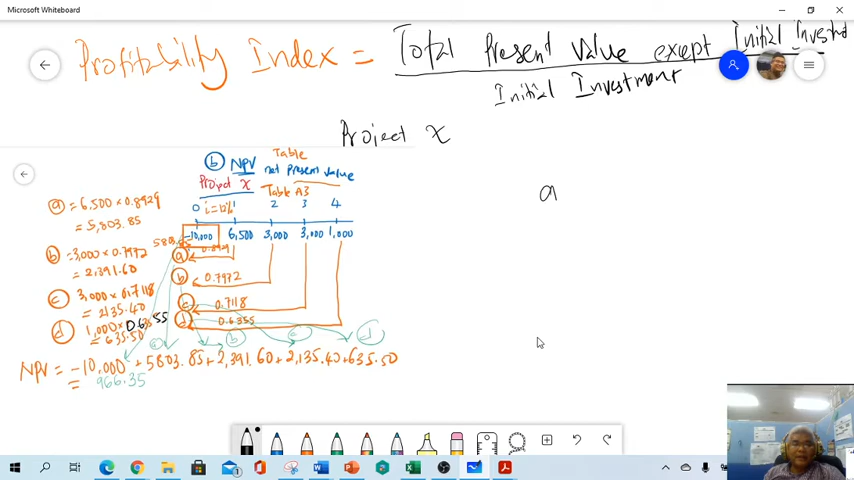 Microsoft Whiteboard
Profitability Index = Total Present Value except Initial
Initial Investment
Project X
b NPV Table
net present value
Project X Table A3
0 i=12% 1 2 3 4
-10,000 6,500 3,000 3,000 1,000
a = 6.500 x 0.8929
= 5,803.85
b = 3,000 x 0.7972
= 2,391.60
c = 3,000 x 0.7118
= 2135.40
d 1,000 x 0.6355
= 635.50
5803.85
a 0.8929
b 0.7972
c 0.7118
d 0.6355
a b c d
NPV = -10,000 + 5803.85 + 2,391.60 + 2,135.40 + 635.50
= 966.35
a